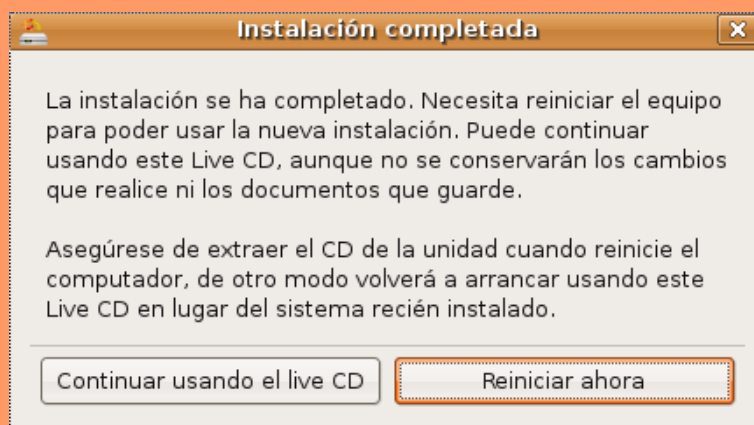 Instalación completada
La instalación se ha completado. Necesita reiniciar el equipo
para poder usar la nueva instalación. Puede continuar
usando este Live CD, aunque no se conservarán los cambios
que realice ni los documentos que guarde.
Asegúrese de extraer el CD de la unidad cuando reinicie el
computador, de otro modo volverá a arrancar usando este
Live CD en lugar del sistema recién instalado.
Continuar usando el live CD
Reiniciar ahora